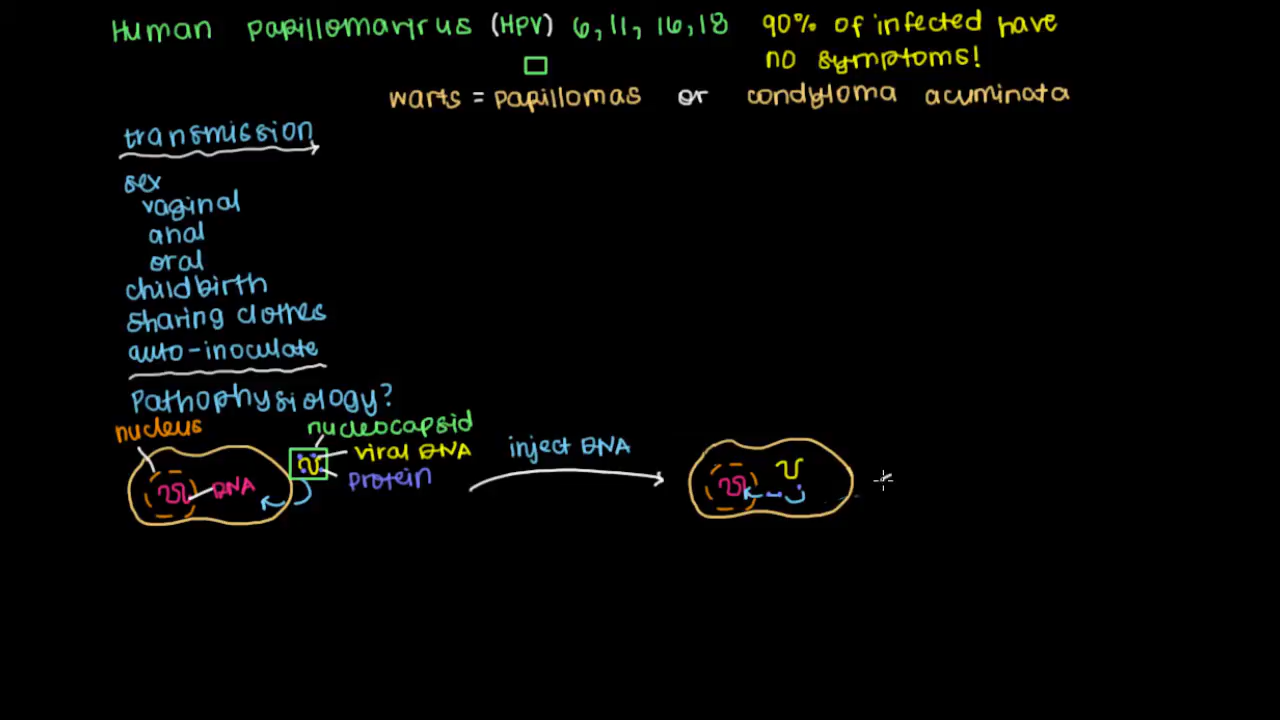 Human papillomavirus (HPV) 6, 11, 16, 18 90% of infected have
no symptoms!
warts = papillomas or condyloma acuminata
transmission
sex
vaginal
anal
oral
childbirth
sharing clothes
auto-inoculate
Pathophysiology?
nucleus
nucleocapsid
viral DNA
protein
DNA
inject DNA